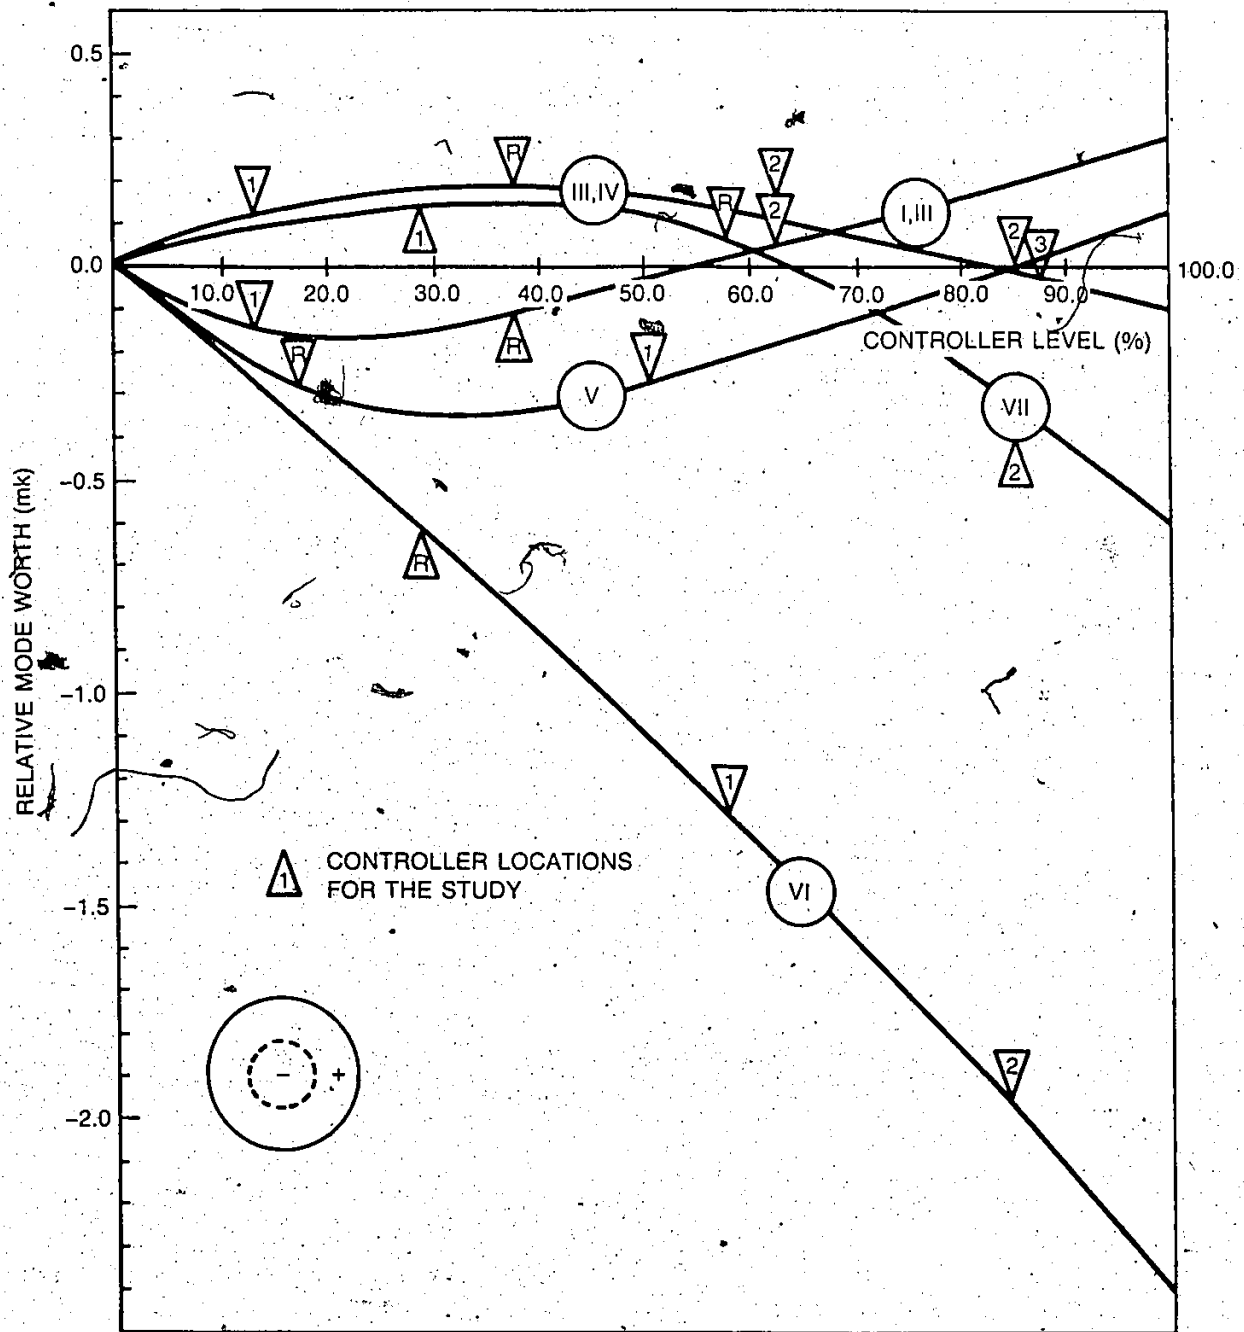 0.5
R
2
1
III,IV
R
2
I,III
1
2
3
0.0
10.0
20.0
30.0
40.0
50.0
60.0
70.0
80.0
90.0
100.0
1
R
R
1
CONTROLLER LEVEL (%)
V
VII
2
-0.5
R
RELATIVE MODE WORTH (mk)
-1.0
1
1 CONTROLLER LOCATIONS
FOR THE STUDY
VI
-1.5
2
- +
-2.0